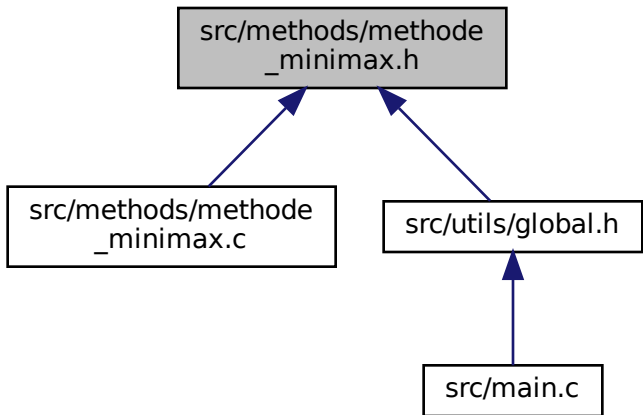 src/methods/methode
_minimax.h
src/methods/methode
_minimax.c
src/utils/global.h
src/main.c